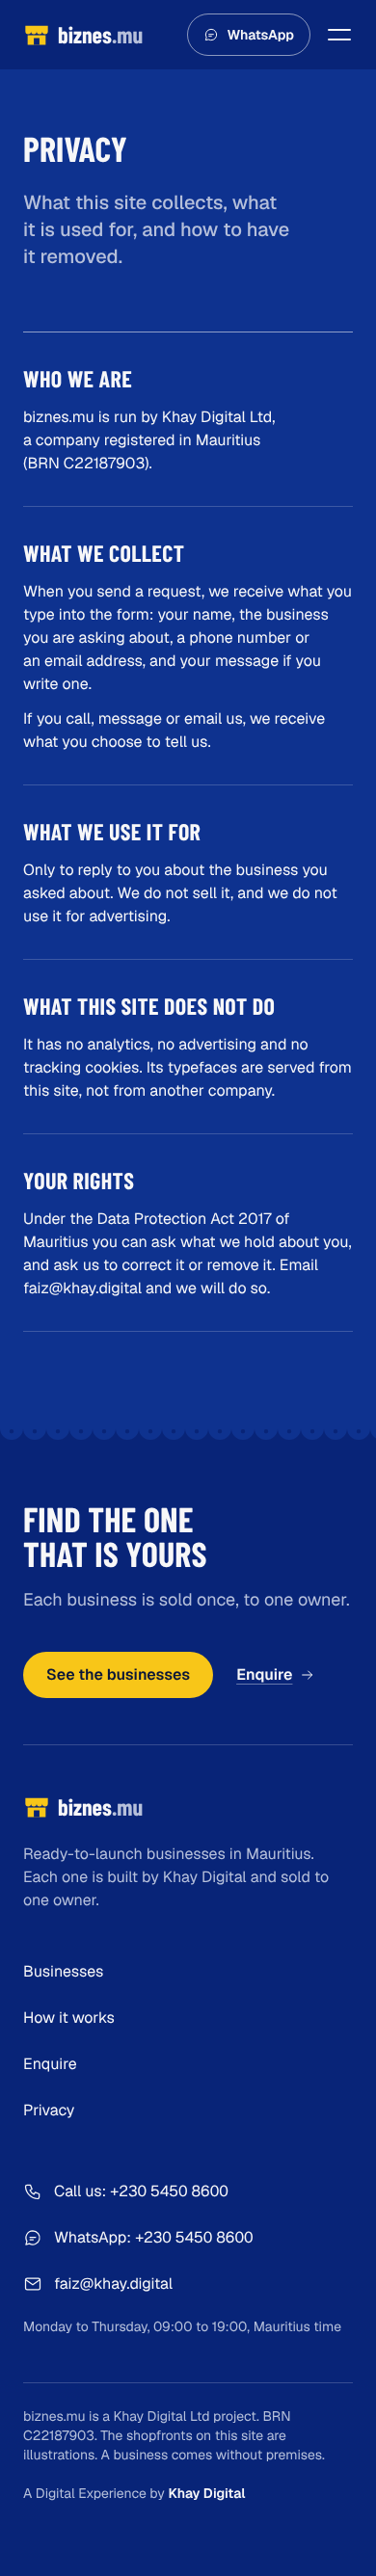 biznes.mu
WhatsApp
PRIVACY
What this site collects, what
it is used for, and how to have
it removed.
WHO WE ARE
biznes.mu is run by Khay Digital Ltd,
a company registered in Mauritius
(BRN C22187903).
WHAT WE COLLECT
When you send a request, we receive what you
type into the form: your name, the business
you are asking about, a phone number or
an email address, and your message if you
write one.
If you call, message or email us, we receive
what you choose to tell us.
WHAT WE USE IT FOR
Only to reply to you about the business you
asked about. We do not sell it, and we do not
use it for advertising.
WHAT THIS SITE DOES NOT DO
It has no analytics, no advertising and no
tracking cookies. Its typefaces are served from
this site, not from another company.
YOUR RIGHTS
Under the Data Protection Act 2017 of
Mauritius you can ask what we hold about you,
and ask us to correct it or remove it. Email
faiz@khay.digital and we will do so.
FIND THE ONE
THAT IS YOURS
Each business is sold once, to one owner.
See the businesses
Enquire
biznes.mu
Ready-to-launch businesses in Mauritius.
Each one is built by Khay Digital and sold to
one owner.
Businesses
How it works
Enquire
Privacy
Call us: +230 5450 8600
WhatsApp: +230 5450 8600
faiz@khay.digital
Monday to Thursday, 09:00 to 19:00, Mauritius time
biznes.mu is a Khay Digital Ltd project. BRN
C22187903. The shopfronts on this site are
illustrations. A business comes without premises.
A Digital Experience by Khay Digital